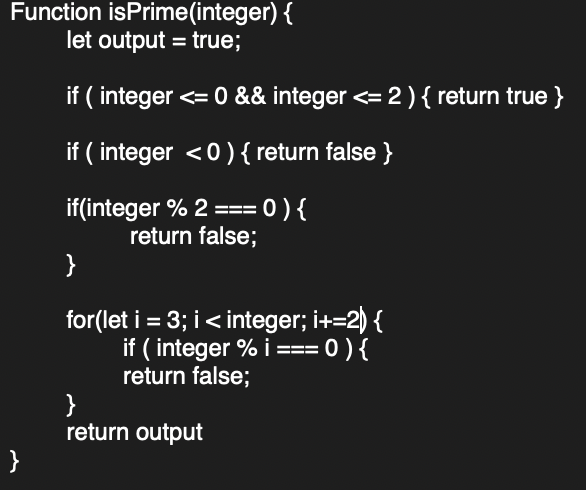 Function isPrime(integer) {
let output = true;
if ( integer <= 0 && integer <= 2 ) { return true }
if ( integer  < 0 ) { return false }
if(integer % 2 === 0 ) {
return false;
}
for(let i = 3; i < integer; i+=2) {
if ( integer % i === 0 ) {
return false;
}
return output
}